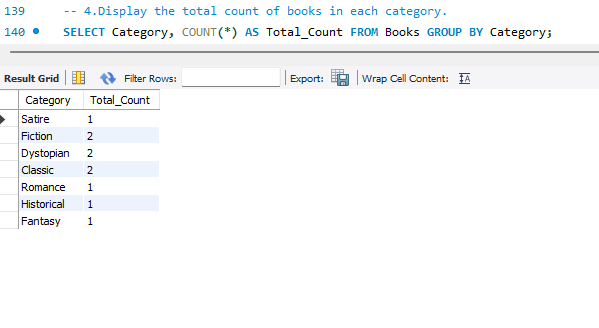 139 -- 4.Display the total count of books in each category.
140 SELECT Category, COUNT(*) AS Total_Count FROM Books GROUP BY Category;
Result Grid Filter Rows: Export: Wrap Cell Content:
Category Total_Count
Satire 1
Fiction 2
Dystopian 2
Classic 2
Romance 1
Historical 1
Fantasy 1